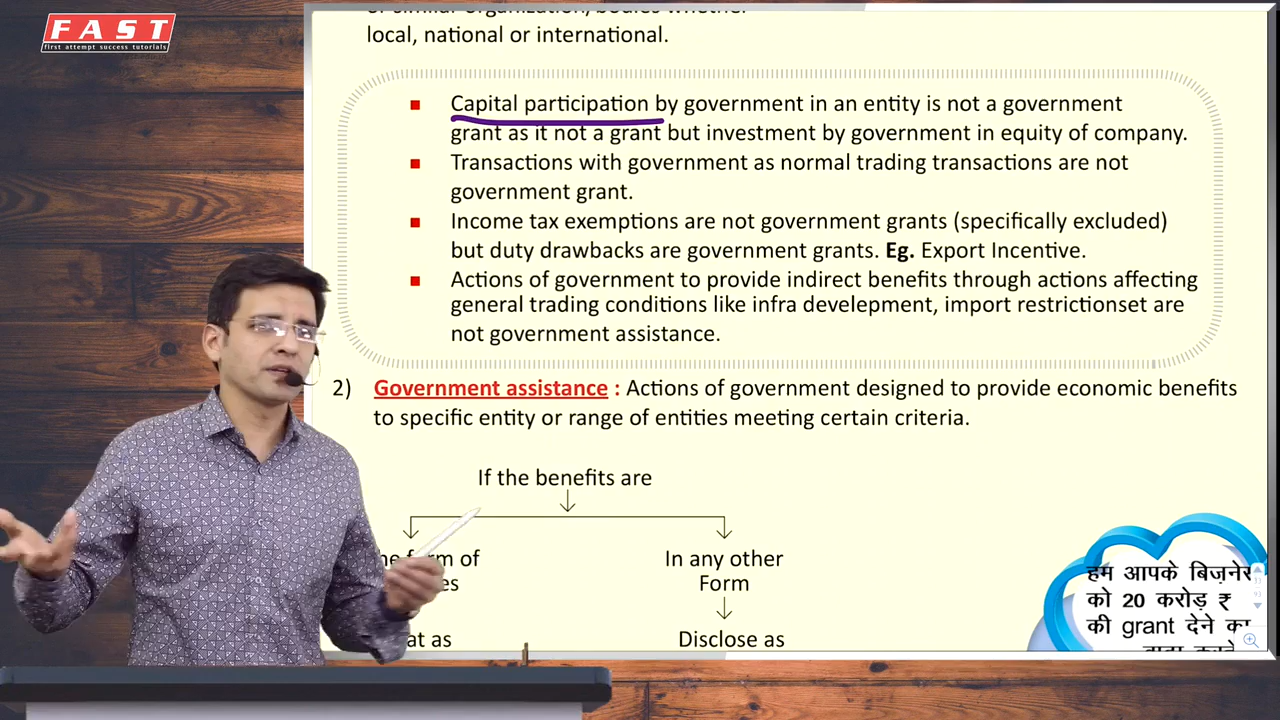 FAST
first attempt success tutorials
local, national or international.
Capital participation by government in an entity is not a government
grant as it not a grant but investment by government in equity of company.
Transactions with government as normal trading transactions are not
government grant.
Income tax exemptions are not government grants (specifically excluded)
but duty drawbacks are government grants. Eg. Export Incentive.
Action of government to provide indirect benefits through actions affecting
general trading conditions like infra develepment, import restrictionset are
not government assistance.
2) Government assistance : Actions of government designed to provide economic benefits
to specific entity or range of entities meeting certain criteria.
If the benefits are
form of
In any other
Form
at as
Disclose as
हम आपके बिज़नेस
को 20 करोड़ ₹
की grant देने का